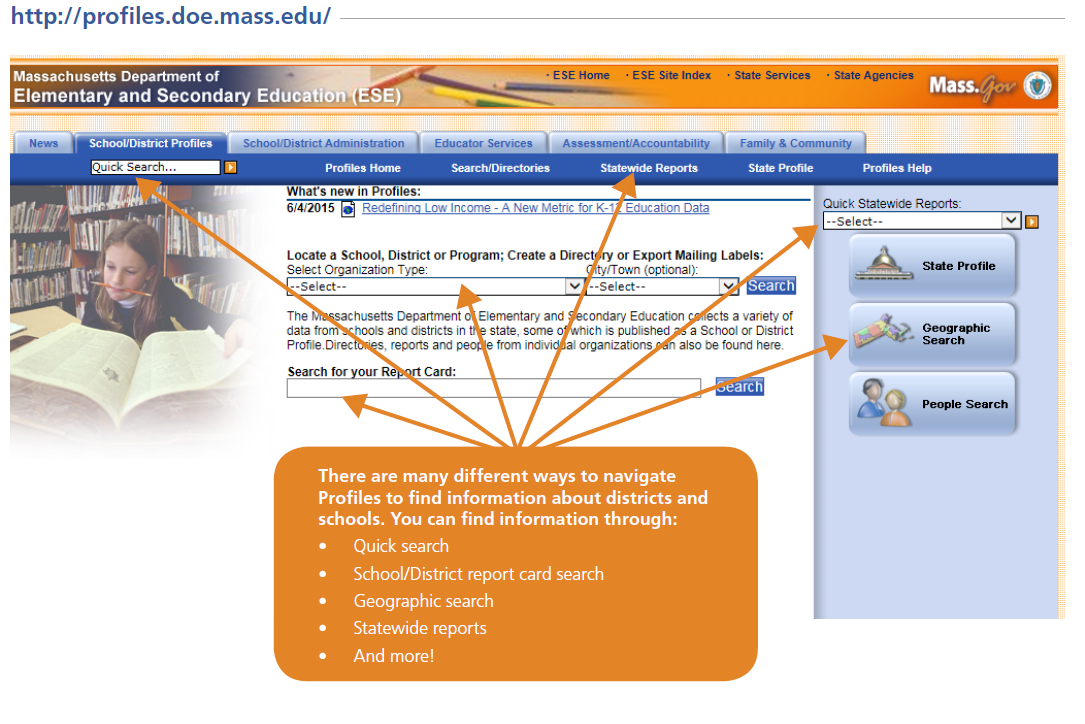 http://profiles.doe.mass.edu/
Massachusetts Department of
Elementary and Secondary Education (ESE)
· ESE Home · ESE Site Index · State Services · State Agencies
Mass.Gov
News School/District Profiles School/District Administration Educator Services Assessment/Accountability Family & Community
Quick Search... Profiles Home Search/Directories Statewide Reports State Profile Profiles Help
What's new in Profiles:
6/4/2015 Redefining Low Income - A New Metric for K-12 Education Data
Locate a School, District or Program; Create a Directory or Export Mailing Labels:
Select Organization Type: City/Town (optional):
--Select-- --Select-- Search
The Massachusetts Department of Elementary and Secondary Education collects a variety of
data from schools and districts in the state, some of which is published as a School or District
Profile.Directories, reports and people from individual organizations can also be found here.
Search for your Report Card:
Search
Quick Statewide Reports:
--Select--
State Profile
Geographic
Search
People Search
There are many different ways to navigate
Profiles to find information about districts and
schools. You can find information through:
• Quick search
• School/District report card search
• Geographic search
• Statewide reports
• And more!